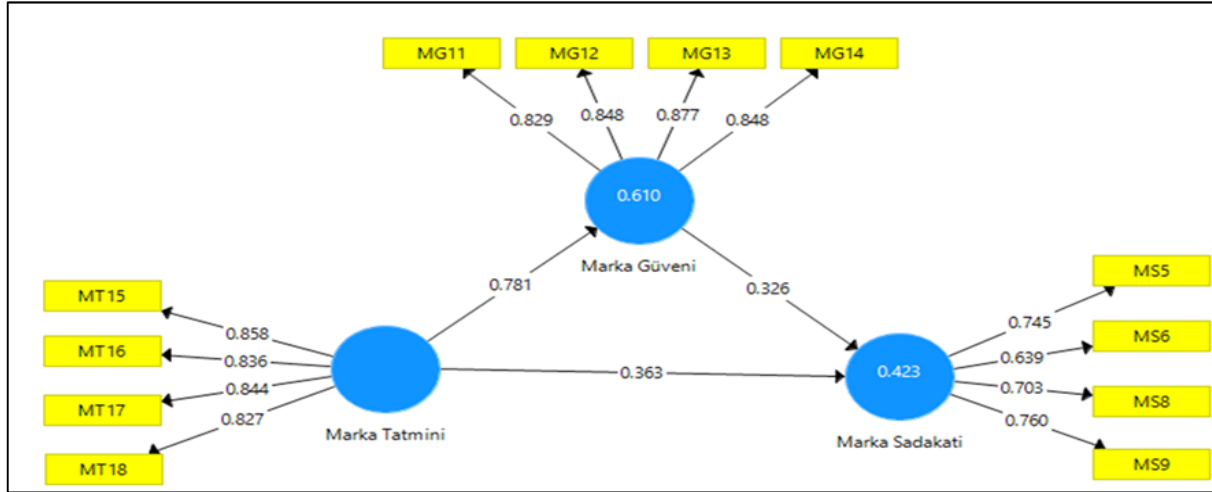 MG11 MG12 MG13 MG14
0.829 0.848 0.877 0.848
0.610
Marka Güveni
0.781
0.326
MT15
MT16
MT17
MT18
0.858
0.836
0.844
0.827
Marka Tatmini
0.363
0.423
Marka Sadakati
0.745
0.639
0.703
0.760
MS5
MS6
MS8
MS9